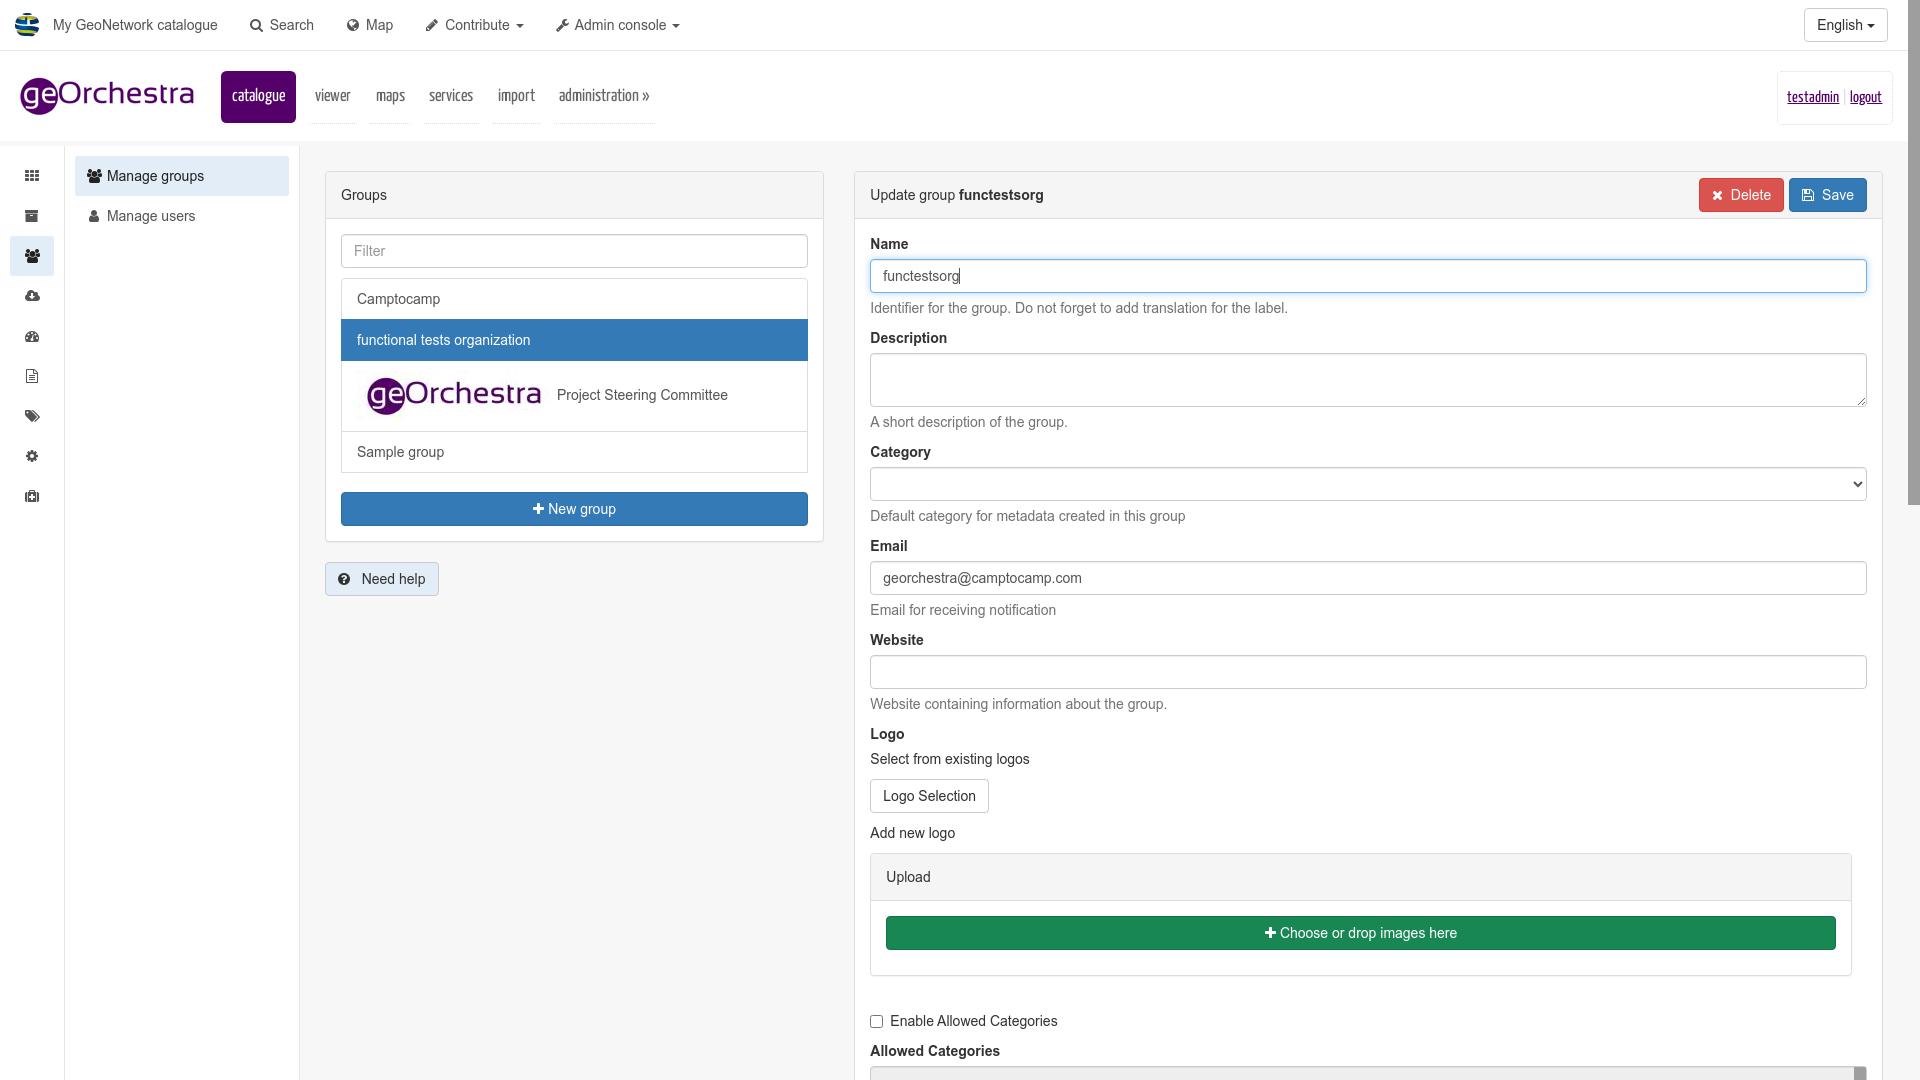 My GeoNetwork catalogue Search Map Contribute Admin console English
geOrchestra catalogue viewer maps services import administration » testadmin logout
Manage groups
Manage users
Groups
Filter
Camptocamp
functional tests organization
geOrchestra Project Steering Committee
Sample group
New group
Need help
Update group functestsorg Delete Save
Name
functestsorg
Identifier for the group. Do not forget to add translation for the label.
Description
A short description of the group.
Category
Default category for metadata created in this group
Email
georchestra@camptocamp.com
Email for receiving notification
Website
Website containing information about the group.
Logo
Select from existing logos
Logo Selection
Add new logo
Upload
Choose or drop images here
Enable Allowed Categories
Allowed Categories